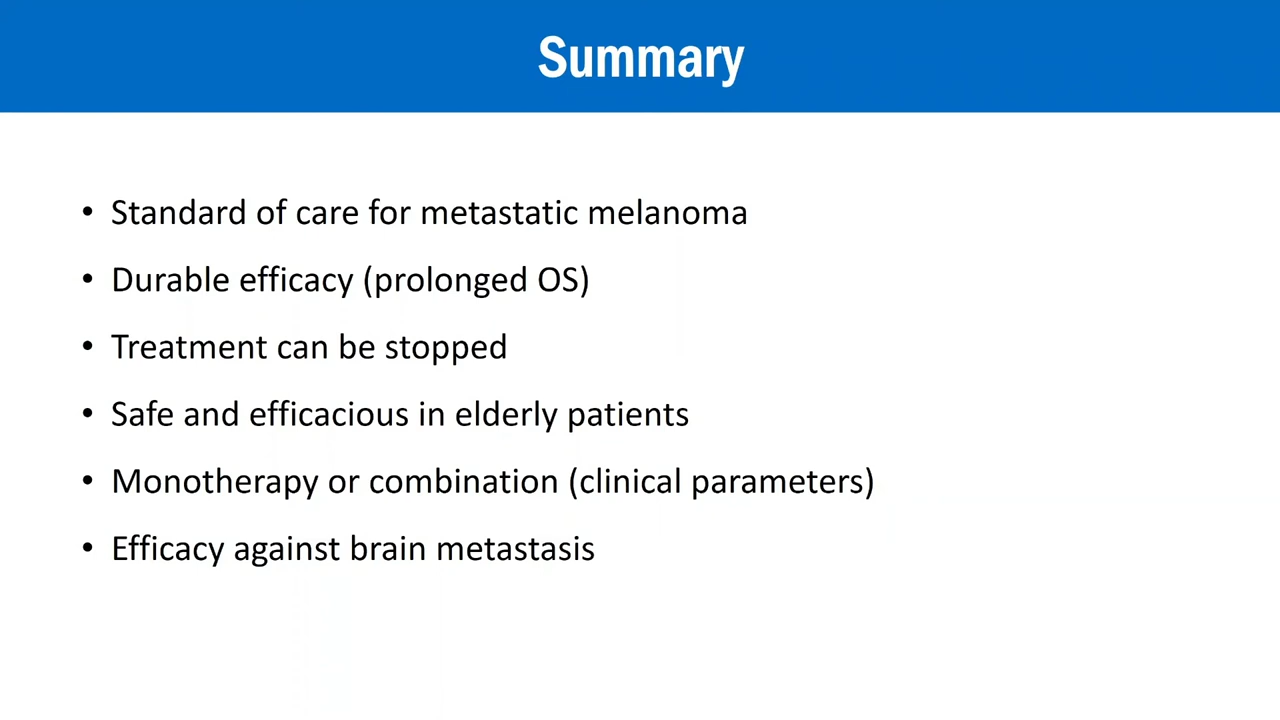 Summary
• Standard of care for metastatic melanoma
• Durable efficacy (prolonged OS)
• Treatment can be stopped
• Safe and efficacious in elderly patients
• Monotherapy or combination (clinical parameters)
• Efficacy against brain metastasis